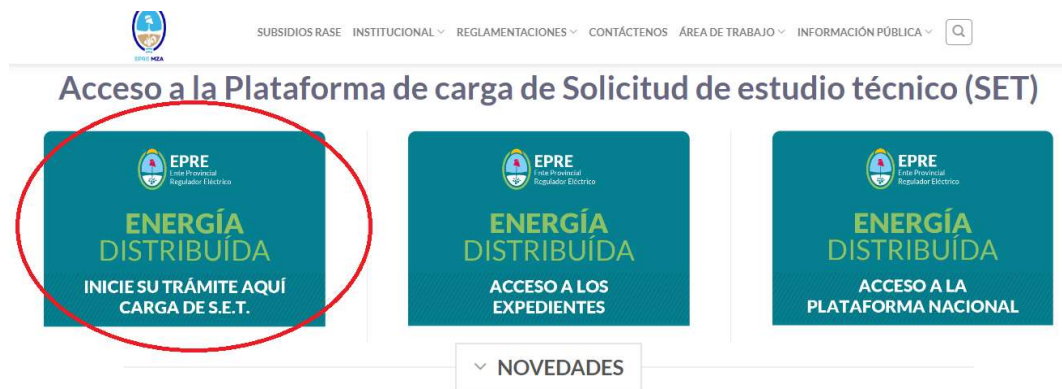 EPRE MZA
SUBSIDIOS RASE INSTITUCIONAL REGLAMENTACIONES CONTÁCTENOS ÁREA DE TRABAJO INFORMACIÓN PÚBLICA
Acceso a la Plataforma de carga de Solicitud de estudio técnico (SET)
EPRE
Ente Provincial
Regulador Eléctrico
ENERGÍA
DISTRIBUÍDA
INICIE SU TRÁMITE AQUÍ
CARGA DE S.E.T.
EPRE
Ente Provincial
Regulador Eléctrico
ENERGÍA
DISTRIBUÍDA
ACCESO A LOS
EXPEDIENTES
EPRE
Ente Provincial
Regulador Eléctrico
ENERGÍA
DISTRIBUÍDA
ACCESO A LA
PLATAFORMA NACIONAL
NOVEDADES